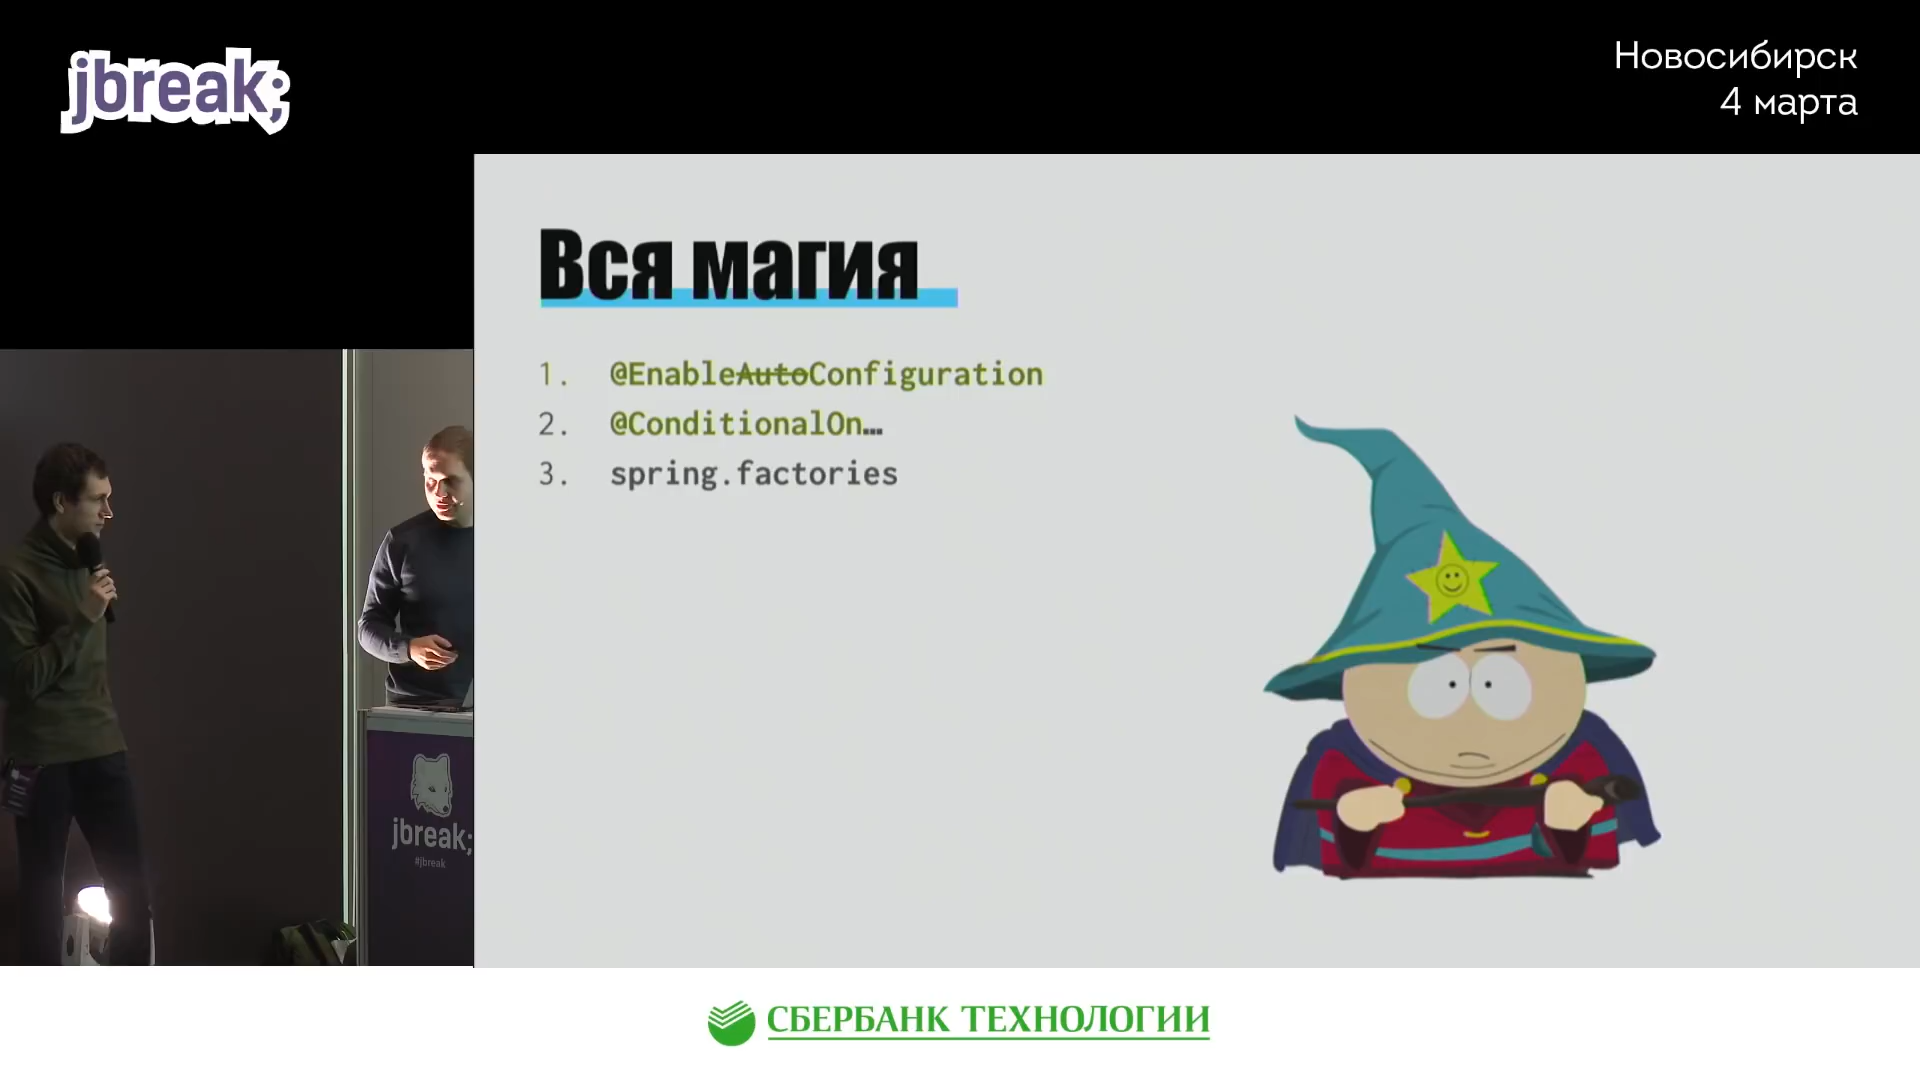 jbreak;
Новосибирск
4 марта
Вся магия
1. @EnableAutoConfiguration
2. @ConditionalOn…
3. spring.factories
jbreak;
#jbreak
СБЕРБАНК ТЕХНОЛОГИИ